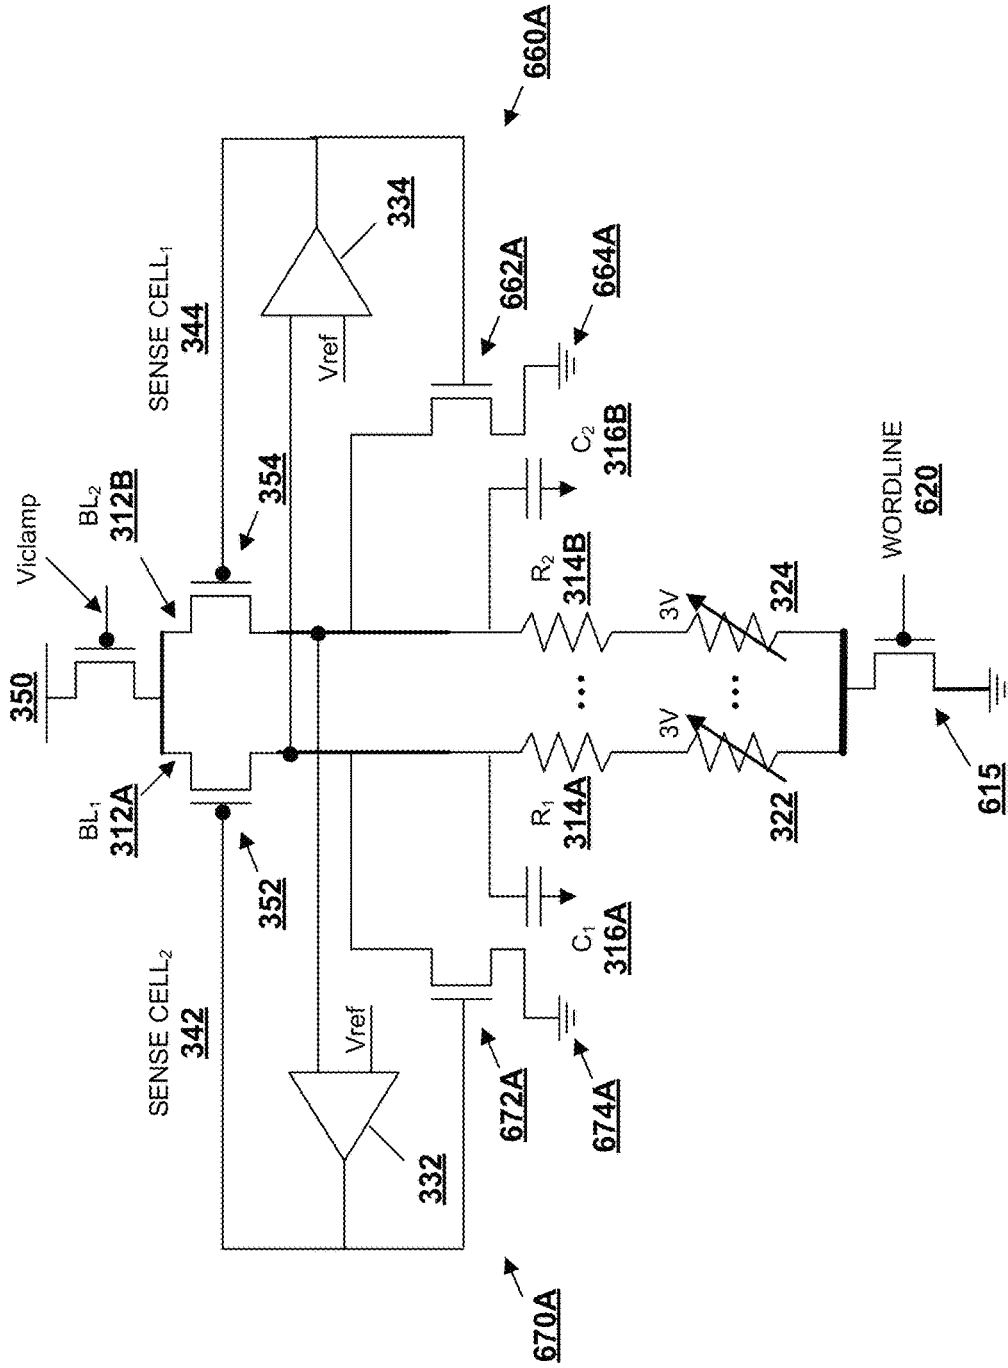 660A
SENSE CELL₁
344
334
Vref
662A
664A
C₂
316B
WORDLINE
620
354
BL₂
312B
Viclamp
R₂
314B
3V
324
350
...
...
3V
322
615
BL₁
312A
R₁
314A
352
C₁
316A
SENSE CELL₂
342
Vref
672A
674A
332
670A